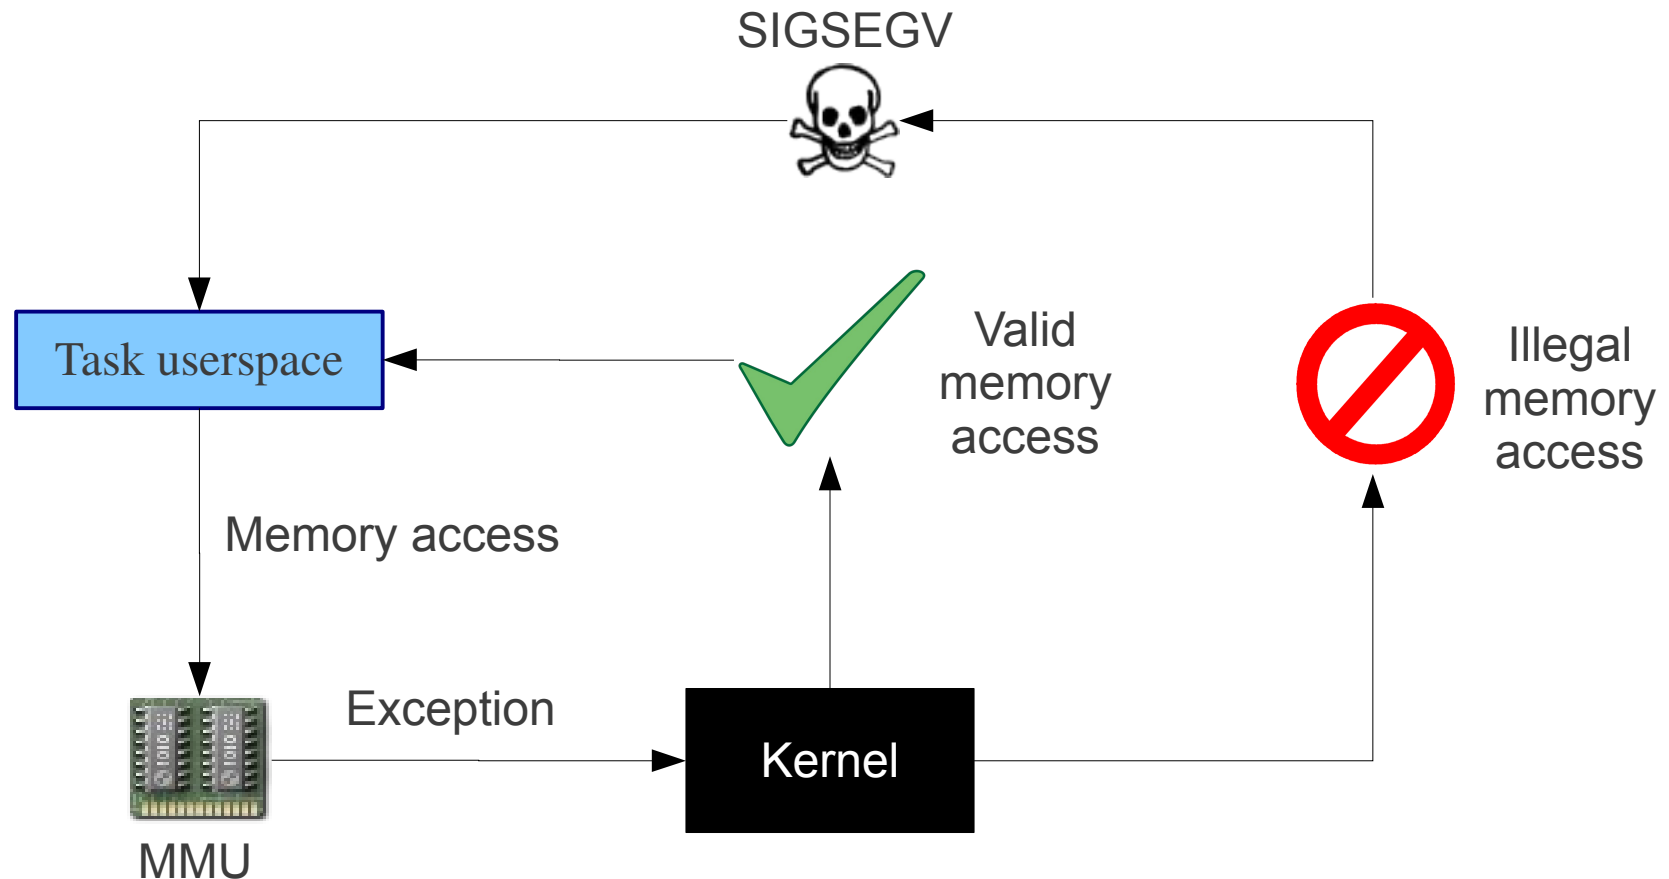 SIGSEGV
Task userspace
Valid
memory
access
Illegal
memory
access
Memory access
Exception
Kernel
MMU